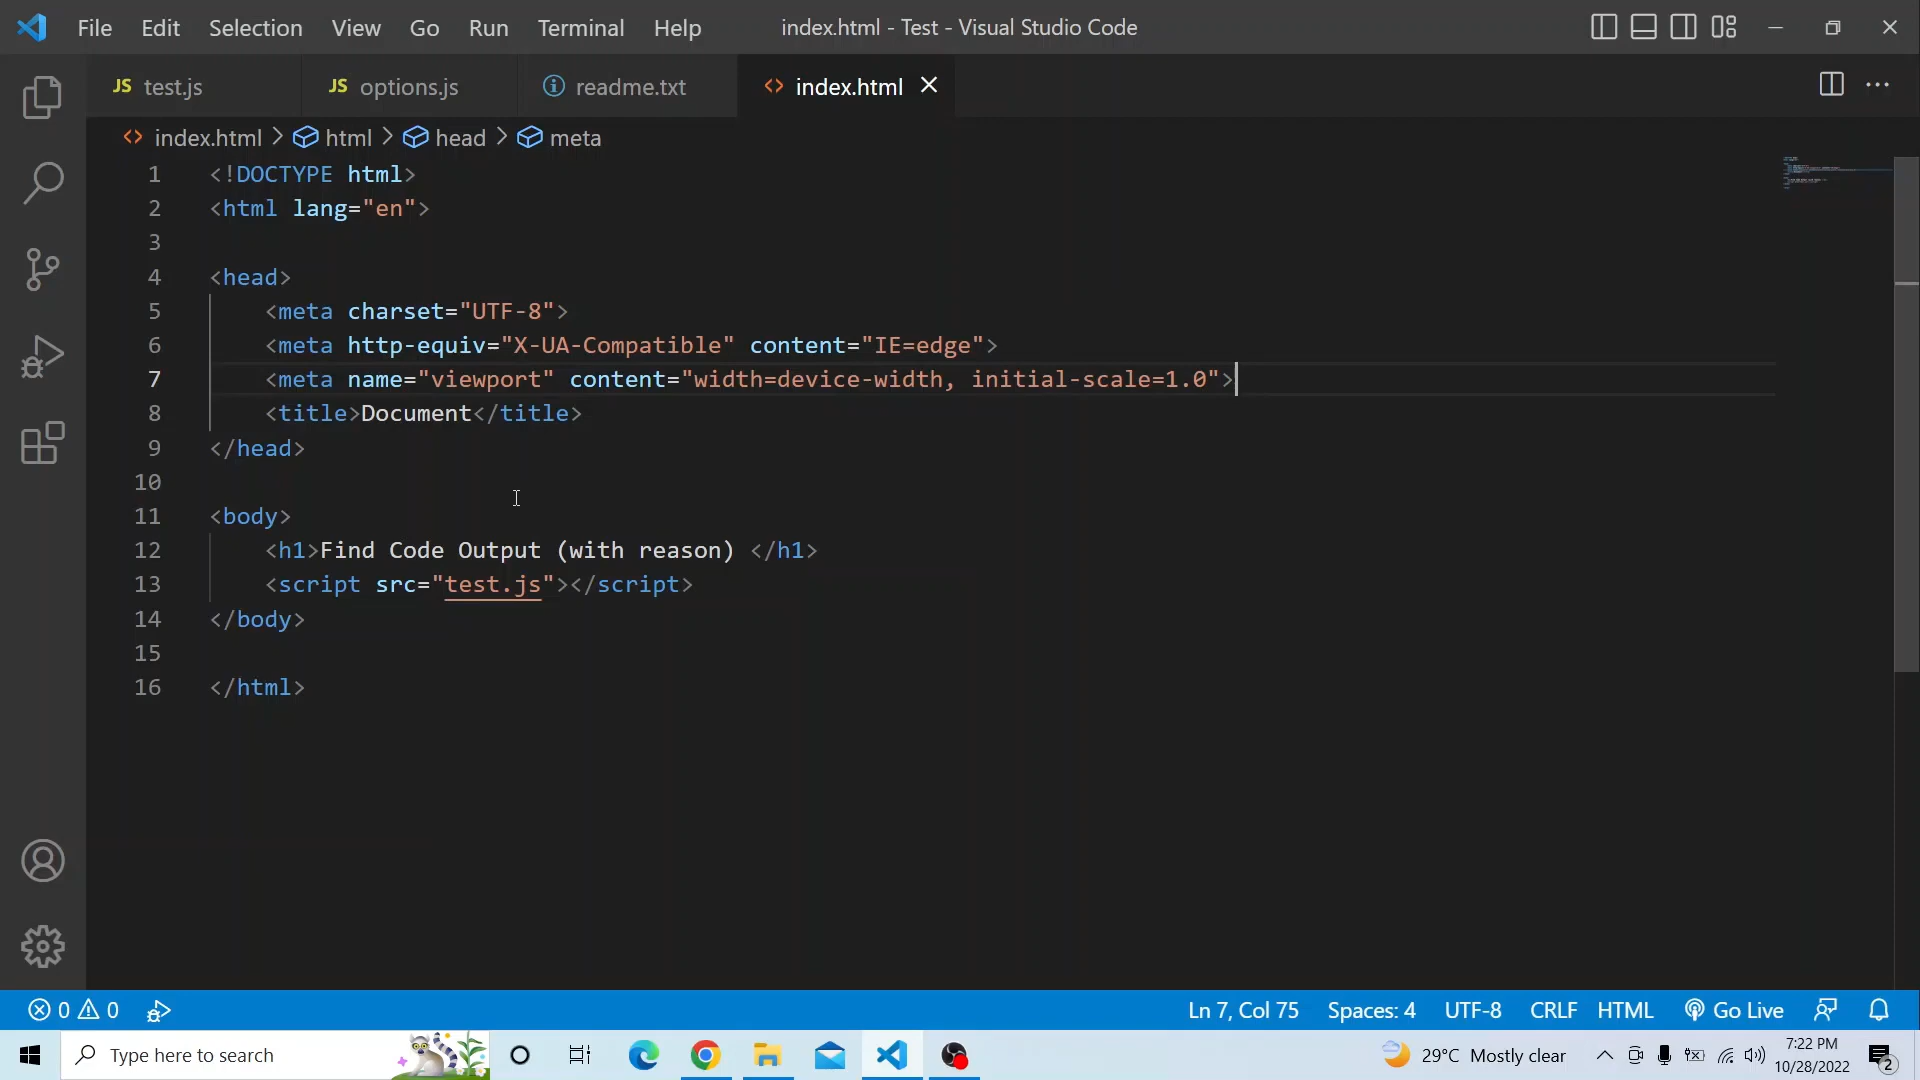 File Edit Selection View Go Run Terminal Help index.html - Test - Visual Studio Code
JS test.js JS options.js readme.txt index.html
index.html > html > head > meta
1 <!DOCTYPE html>
2 <html lang="en">
3
4 <head>
5 <meta charset="UTF-8">
6 <meta http-equiv="X-UA-Compatible" content="IE=edge">
7 <meta name="viewport" content="width=device-width, initial-scale=1.0">
8 <title>Document</title>
9 </head>
10
11 <body>
12 <h1>Find Code Output (with reason) </h1>
13 <script src="test.js"></script>
14 </body>
15
16 </html>
0 0 Ln 7, Col 75 Spaces: 4 UTF-8 CRLF HTML Go Live
Type here to search 29°C Mostly clear 7:22 PM
10/28/2022 2